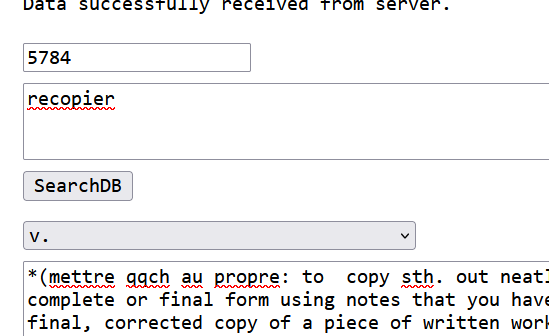 Data successfully received from server.
5784
recopier
SearchDB
v.
*(mettre qqch au propre: to  copy sth. out neatl
complete or final form using notes that you have
final, corrected copy of a piece of written work